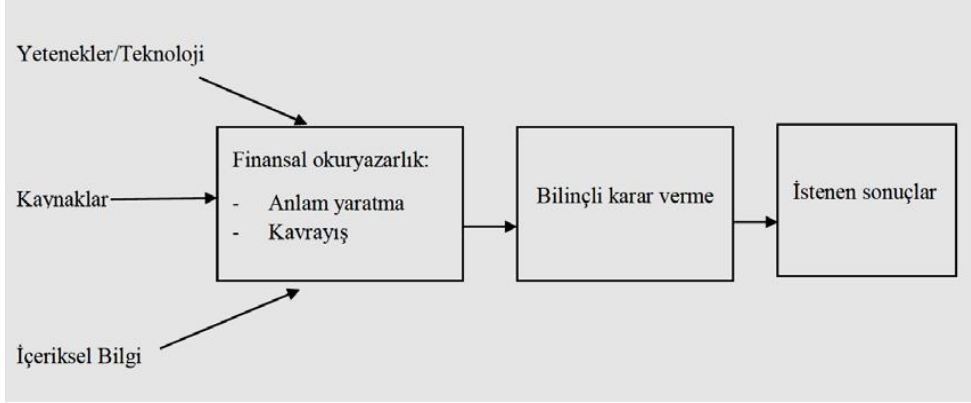 Yetenekler/Teknoloji
Kaynaklar
İçeriksel Bilgi
Finansal okuryazarlık:
- Anlam yaratma
- Kavrayış
Bilinçli karar verme
İstenen sonuçlar